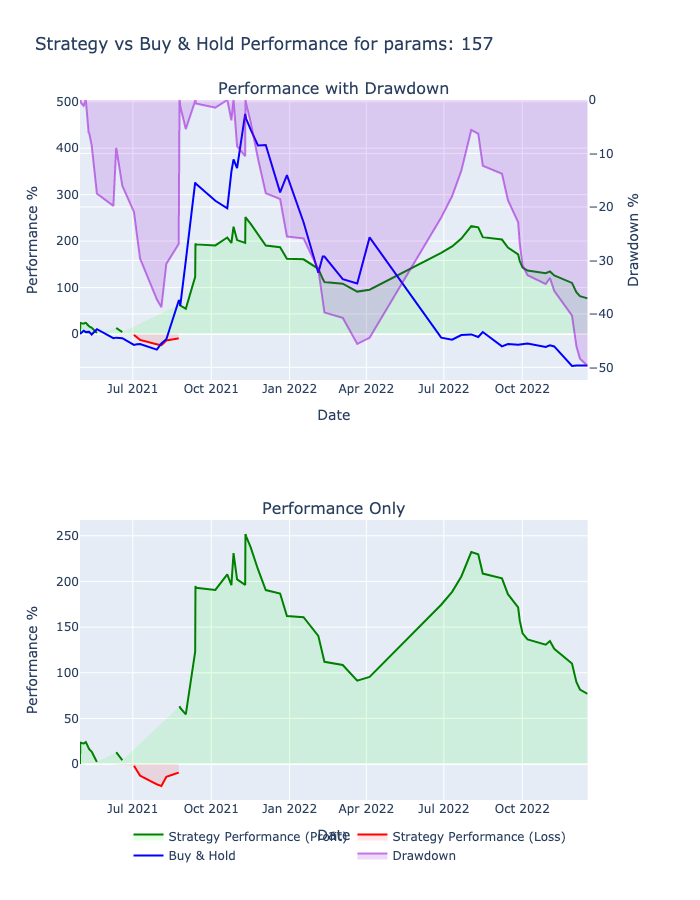 Strategy vs Buy & Hold Performance for params: 157
Performance with Drawdown
500
400
300
200
100
0
Performance %
0
−10
−20
−30
−40
−50
Drawdown %
Jul 2021 Oct 2021 Jan 2022 Apr 2022 Jul 2022 Oct 2022
Date
Performance Only
250
200
150
100
50
0
Performance %
Jul 2021 Oct 2021 Jan 2022 Apr 2022 Jul 2022 Oct 2022
Date
Strategy Performance (Profit) Strategy Performance (Loss)
Buy & Hold Drawdown